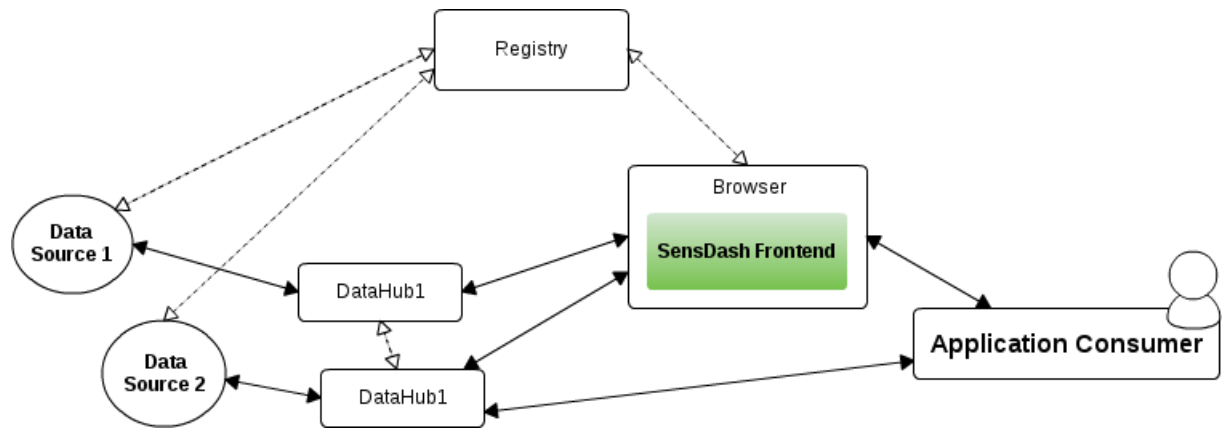 Registry
Browser
SensDash Frontend
Data
Source 1
DataHub1
Application Consumer
Data
Source 2
DataHub1